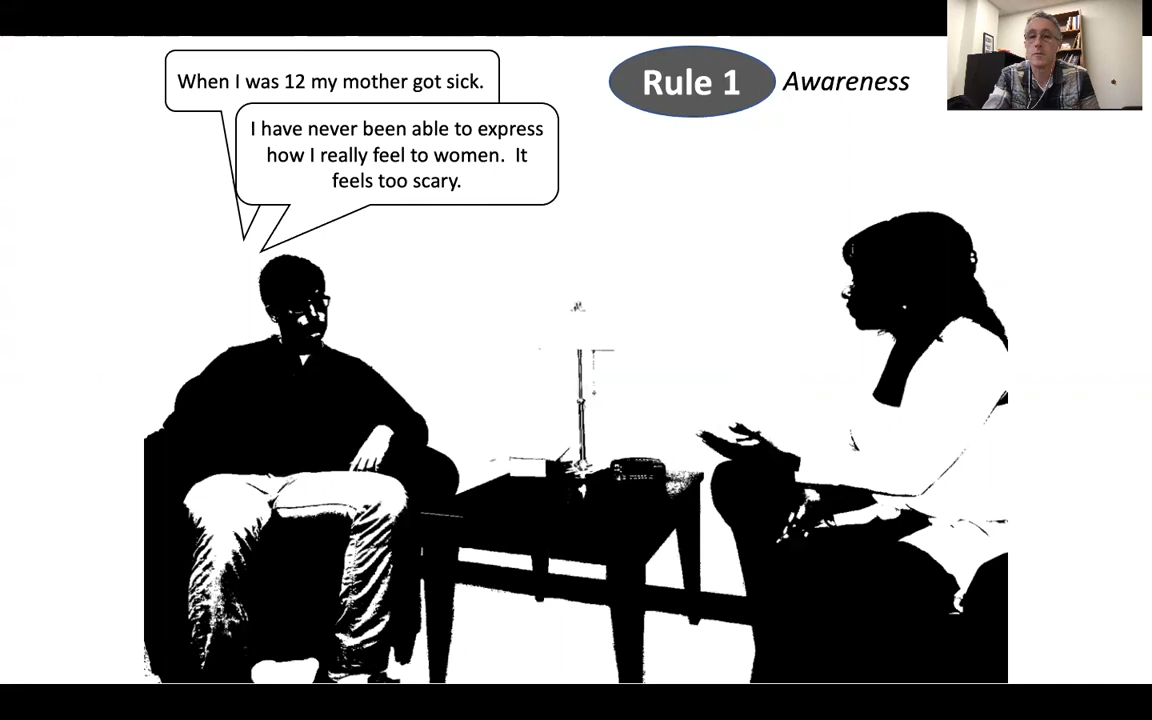 When I was 12 my mother got sick.
I have never been able to express
how I really feel to women. It
feels too scary.
Rule 1
Awareness